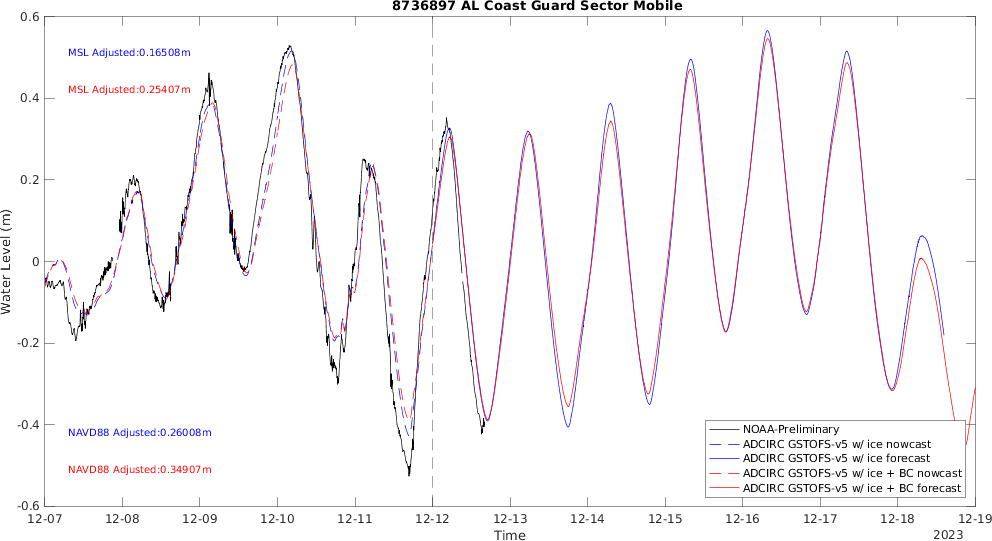 8736897 AL Coast Guard Sector Mobile
0.6
0.4
0.2
0
-0.2
-0.4
-0.6
Water Level (m)
MSL Adjusted:0.16508m
MSL Adjusted:0.25407m
NAVD88 Adjusted:0.26008m
NAVD88 Adjusted:0.34907m
NOAA-Preliminary
ADCIRC GSTOFS-v5 w/ ice nowcast
ADCIRC GSTOFS-v5 w/ ice forecast
ADCIRC GSTOFS-v5 w/ ice + BC nowcast
ADCIRC GSTOFS-v5 w/ ice + BC forecast
12-07 12-08 12-09 12-10 12-11 12-12 12-13 12-14 12-15 12-16 12-17 12-18 12-19
Time
2023